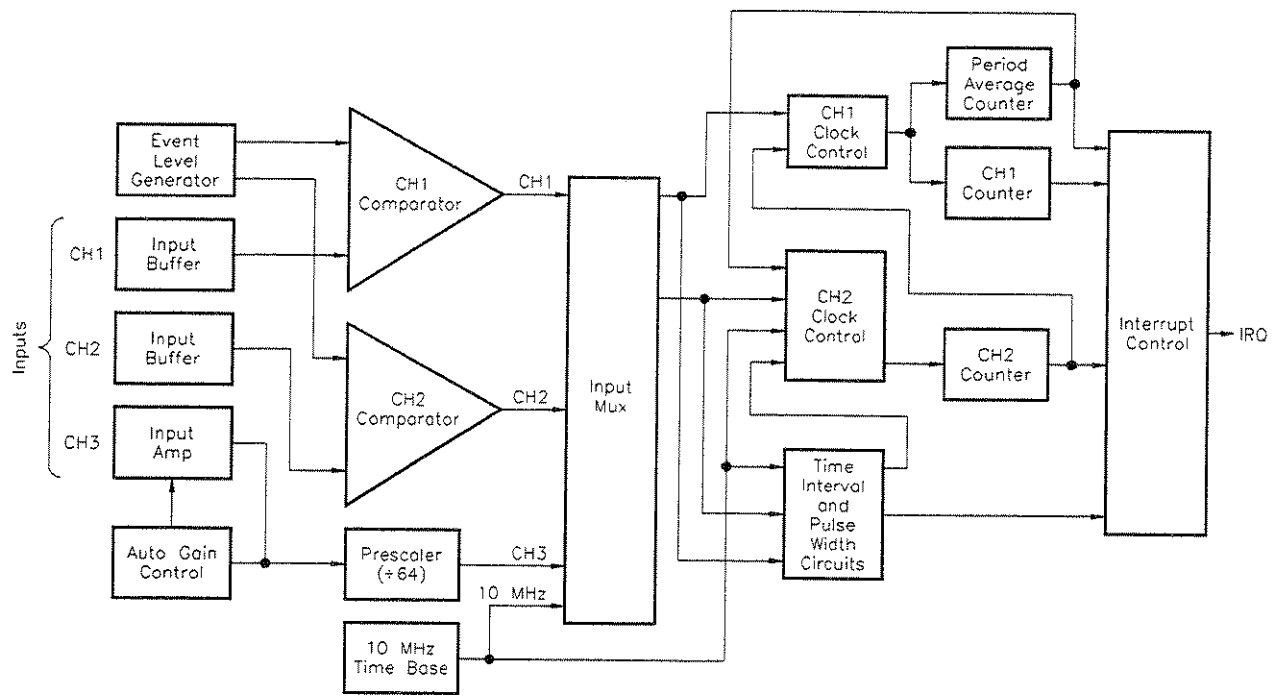 Event
Level
Generator
Inputs
CH1
Input
Buffer
CH2
Input
Buffer
CH3
Input
Amp
Auto Gain
Control
CH1
Comparator
CH1
CH2
Comparator
CH2
Prescaler
(÷64)
CH3
10 MHz
10 MHz
Time Base
Input
Mux
CH1
Clock
Control
Period
Average
Counter
CH1
Counter
CH2
Clock
Control
CH2
Counter
Time
Interval
and
Pulse
Width
Circuits
Interrupt
Control
IRQ